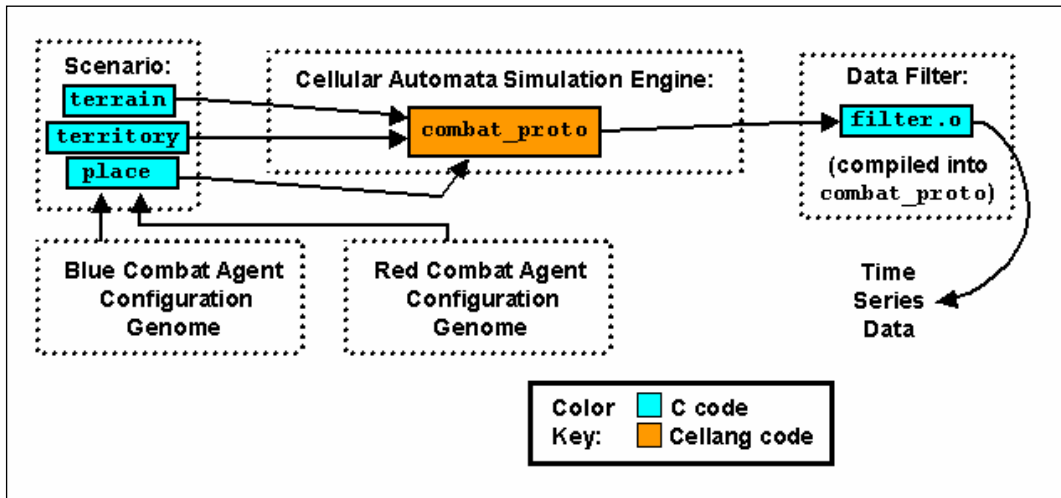 Scenario:
terrain
territory
place
Cellular Automata Simulation Engine:
combat_proto
Data Filter:
filter.o
(compiled into
combat_proto)
Blue Combat Agent
Configuration
Genome
Red Combat Agent
Configuration
Genome
Time
Series
Data
Color
Key:
C code
Cellang code